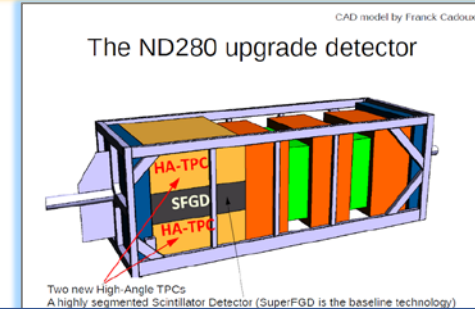 CAD model by Franck Cadoux
The ND280 upgrade detector
HA-TPC
SFGD
HA-TPC
Two new High-Angle TPCs
A highly segmented Scintillator Detector (SuperFGD is the baseline technology)